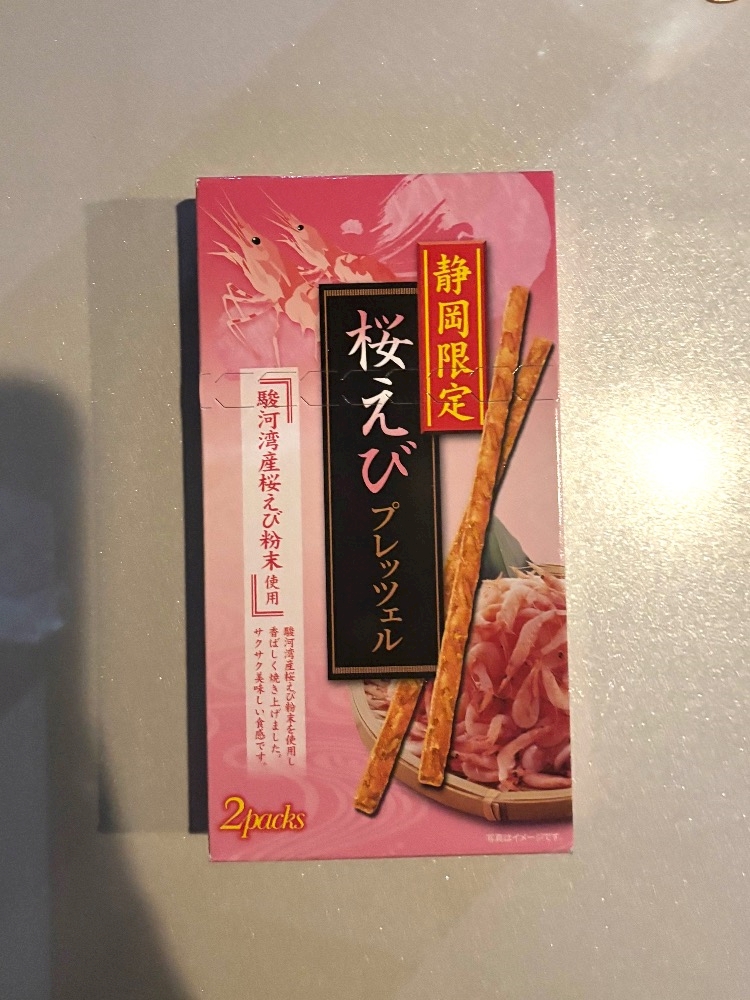 静岡限定
桜えび プレッツェル
駿河湾産桜えび粉末使用
駿河湾産桜えび粉末を使用し
香ばしく焼き上げました。
サクサク美味しい食感です。
2packs
写真はイメージです。